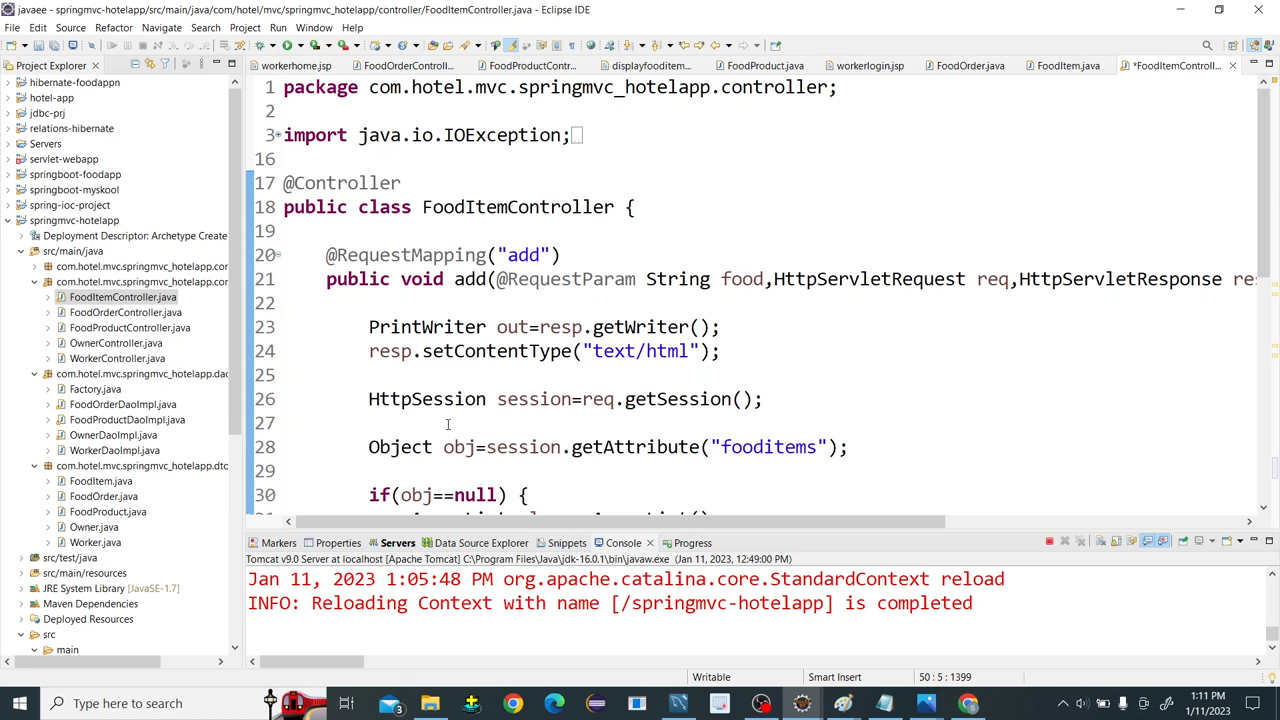 javaee - springmvc-hotelapp/src/main/java/com/hotel/mvc/springmvc_hotelapp/controller/FoodItemController.java - Eclipse IDE
File Edit Source Refactor Navigate Search Project Run Window Help
Project Explorer
workerhome.jsp FoodOrderControll... FoodProductContr... displayfooditem... FoodProduct.java workerlogin.jsp FoodOrder.java FoodItem.java *FoodItemControll...
hibernate-foodappn
hotel-app
jdbc-prj
relations-hibernate
Servers
servlet-webapp
springboot-foodapp
springboot-myskool
spring-ioc-project
springmvc-hotelapp
Deployment Descriptor: Archetype Create
src/main/java
com.hotel.mvc.springmvc_hotelapp.cor
com.hotel.mvc.springmvc_hotelapp.cor
FoodItemController.java
FoodOrderController.java
FoodProductController.java
OwnerController.java
WorkerController.java
com.hotel.mvc.springmvc_hotelapp.dao
Factory.java
FoodOrderDaoImpl.java
FoodProductDaoImpl.java
OwnerDaoImpl.java
WorkerDaoImpl.java
com.hotel.mvc.springmvc_hotelapp.dto
FoodItem.java
FoodOrder.java
FoodProduct.java
Owner.java
Worker.java
src/test/java
src/main/resources
JRE System Library [JavaSE-1.7]
Maven Dependencies
Deployed Resources
src
main
1 package com.hotel.mvc.springmvc_hotelapp.controller;
2
3 import java.io.IOException;
16
17 @Controller
18 public class FoodItemController {
19
20 @RequestMapping("add")
21 public void add(@RequestParam String food,HttpServletRequest req,HttpServletResponse res
22
23 PrintWriter out=resp.getWriter();
24 resp.setContentType("text/html");
25
26 HttpSession session=req.getSession();
27
28 Object obj=session.getAttribute("fooditems");
29
30 if(obj==null) {
Markers Properties Servers Data Source Explorer Snippets Console Progress
Tomcat v9.0 Server at localhost [Apache Tomcat] C:\Program Files\Java\jdk-16.0.1\bin\javaw.exe (Jan 11, 2023, 12:49:00 PM)
Jan 11, 2023 1:05:48 PM org.apache.catalina.core.StandardContext reload
INFO: Reloading Context with name [/springmvc-hotelapp] is completed
Writable Smart Insert 50 : 5 : 1399
Type here to search
3
1:11 PM
1/11/2023